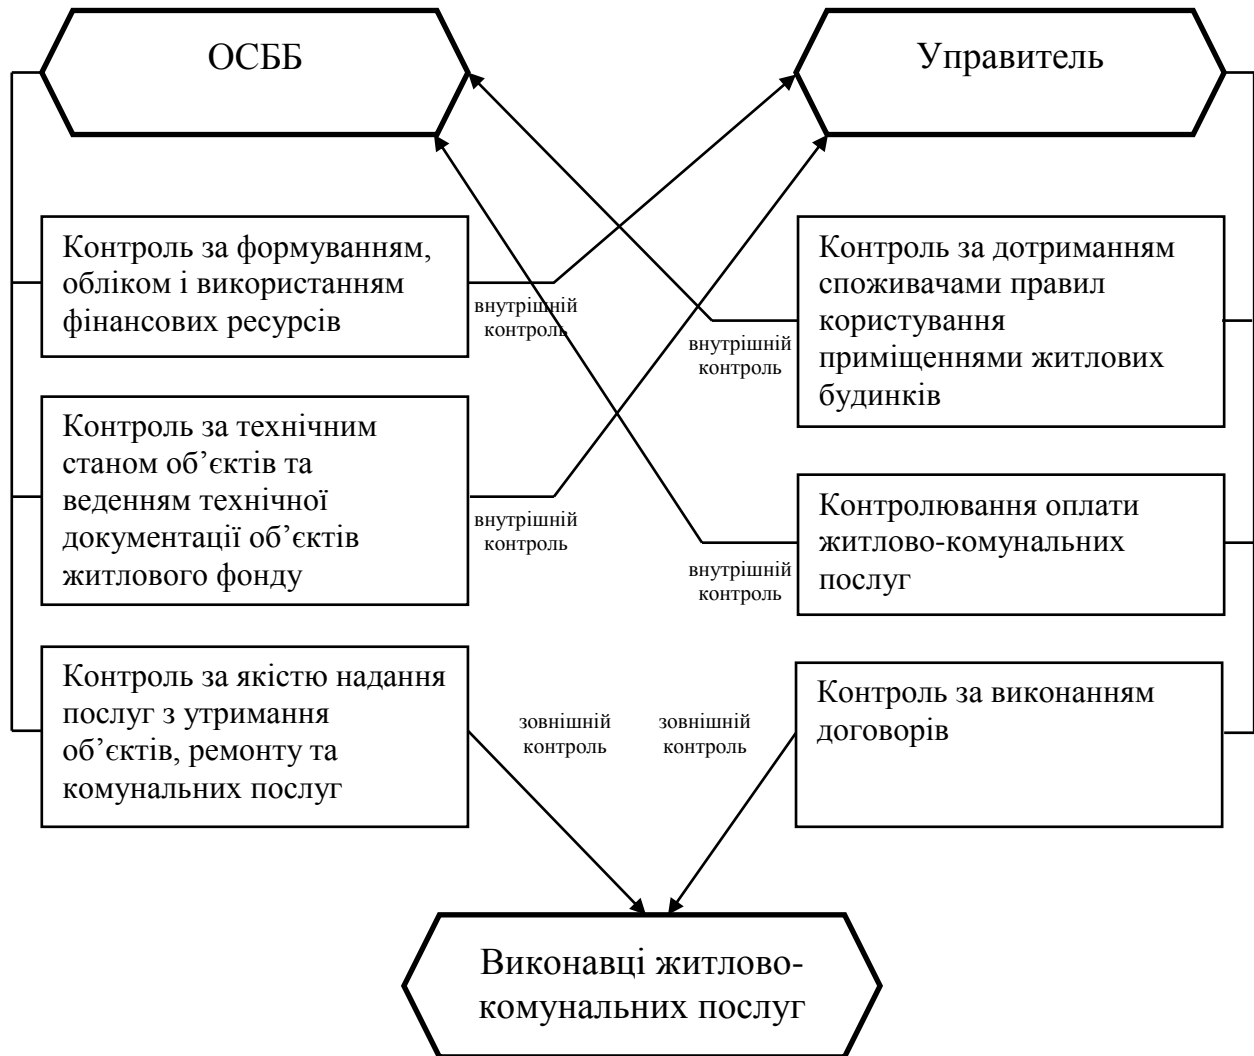 ОСББ
Управитель
Контроль за формуванням,
обліком і використанням
фінансових ресурсів
внутрішній
контроль
внутрішній
контроль
Контроль за дотриманням
споживачами правил
користування
приміщеннями житлових
будинків
Контроль за технічним
станом об’єктів та
веденням технічної
документації об’єктів
житлового фонду
внутрішній
контроль
внутрішній
контроль
Контролювання оплати
житлово-комунальних
послуг
Контроль за якістю надання
послуг з утримання
об’єктів, ремонту та
комунальних послуг
зовнішній
контроль
зовнішній
контроль
Контроль за виконанням
договорів
Виконавці житлово-
комунальних послуг